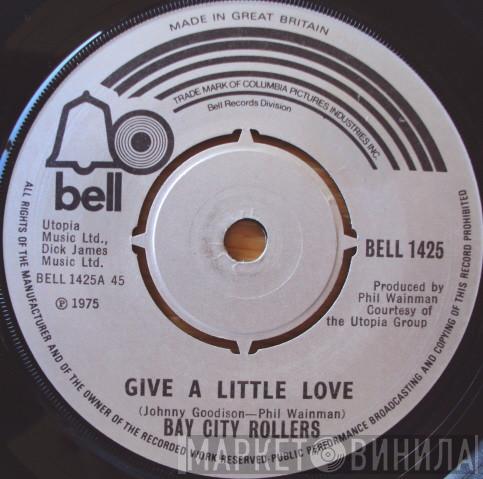 MADE IN GREAT BRITAIN
TRADE MARK OF COLUMBIA PICTURES INDUSTRIES INC.
Bell Records Division
bell
Utopia
Music Ltd.,
Dick James
Music Ltd.
BELL 1425A 45
℗ 1975
BELL 1425
Produced by
Phil Wainman
Courtesy of
the Utopia Group
GIVE A LITTLE LOVE
(Johnny Goodison—Phil Wainman)
BAY CITY ROLLERS
ALL RIGHTS OF THE MANUFACTURER AND OF THE OWNER OF THE RECORDED WORK RESERVED·PUBLIC PERFORMANCE BROADCASTING AND COPYING OF THIS RECORD PROHIBITED
МАРКЕТ ВИНИЛА